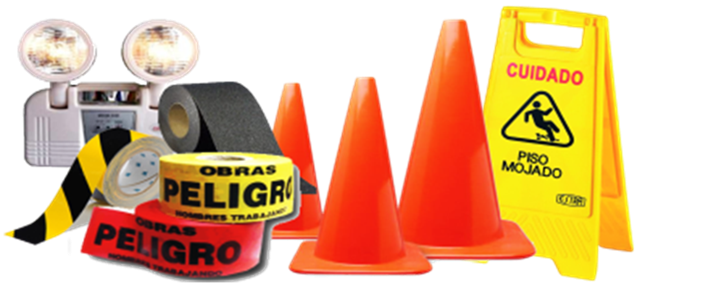 OBRAS
PELIGRO
HOMBRES TRABAJANDO
OBRAS
PELIGRO
HOMBRES TRABAJANDO
CUIDADO
PISO
MOJADO